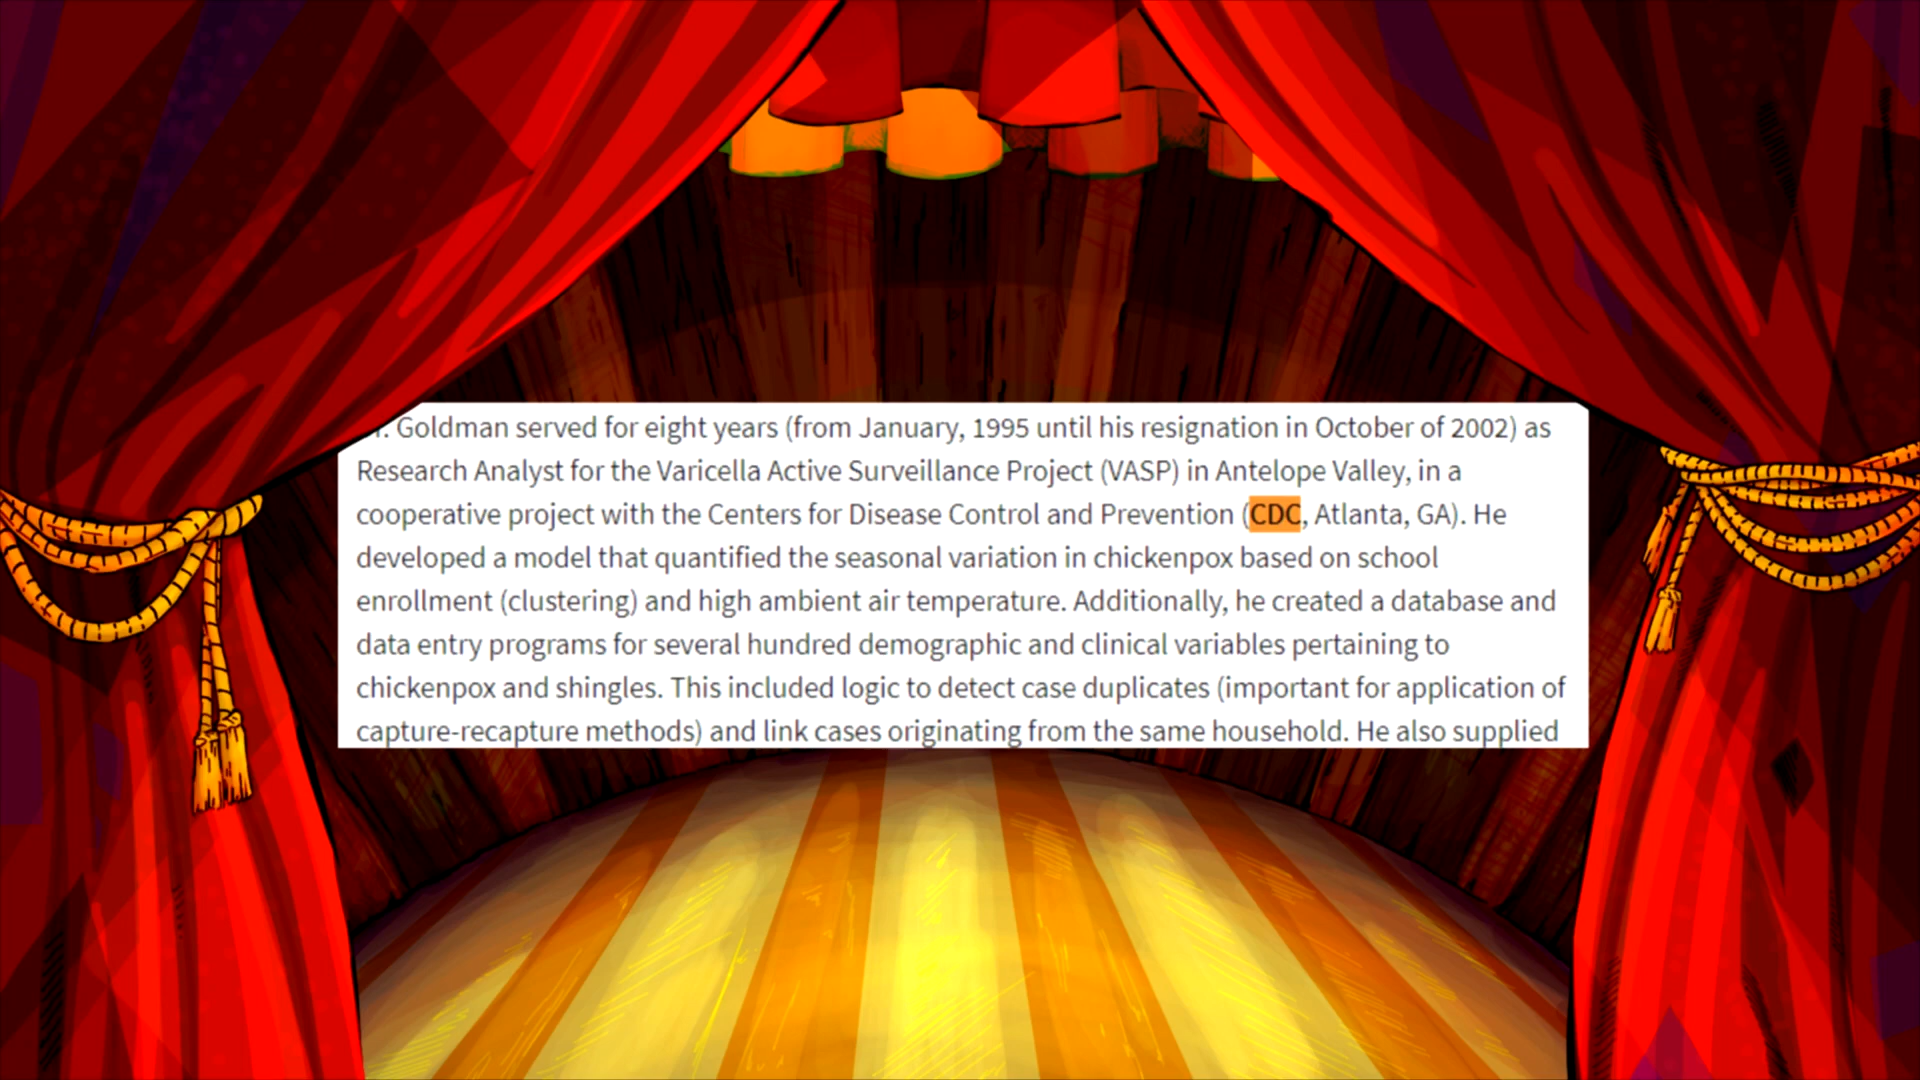 Goldman served for eight years (from January, 1995 until his resignation in October of 2002) as
Research Analyst for the Varicella Active Surveillance Project (VASP) in Antelope Valley, in a
cooperative project with the Centers for Disease Control and Prevention (CDC, Atlanta, GA). He
developed a model that quantified the seasonal variation in chickenpox based on school
enrollment (clustering) and high ambient air temperature. Additionally, he created a database and
data entry programs for several hundred demographic and clinical variables pertaining to
chickenpox and shingles. This included logic to detect case duplicates (important for application of
capture-recapture methods) and link cases originating from the same household. He also supplied